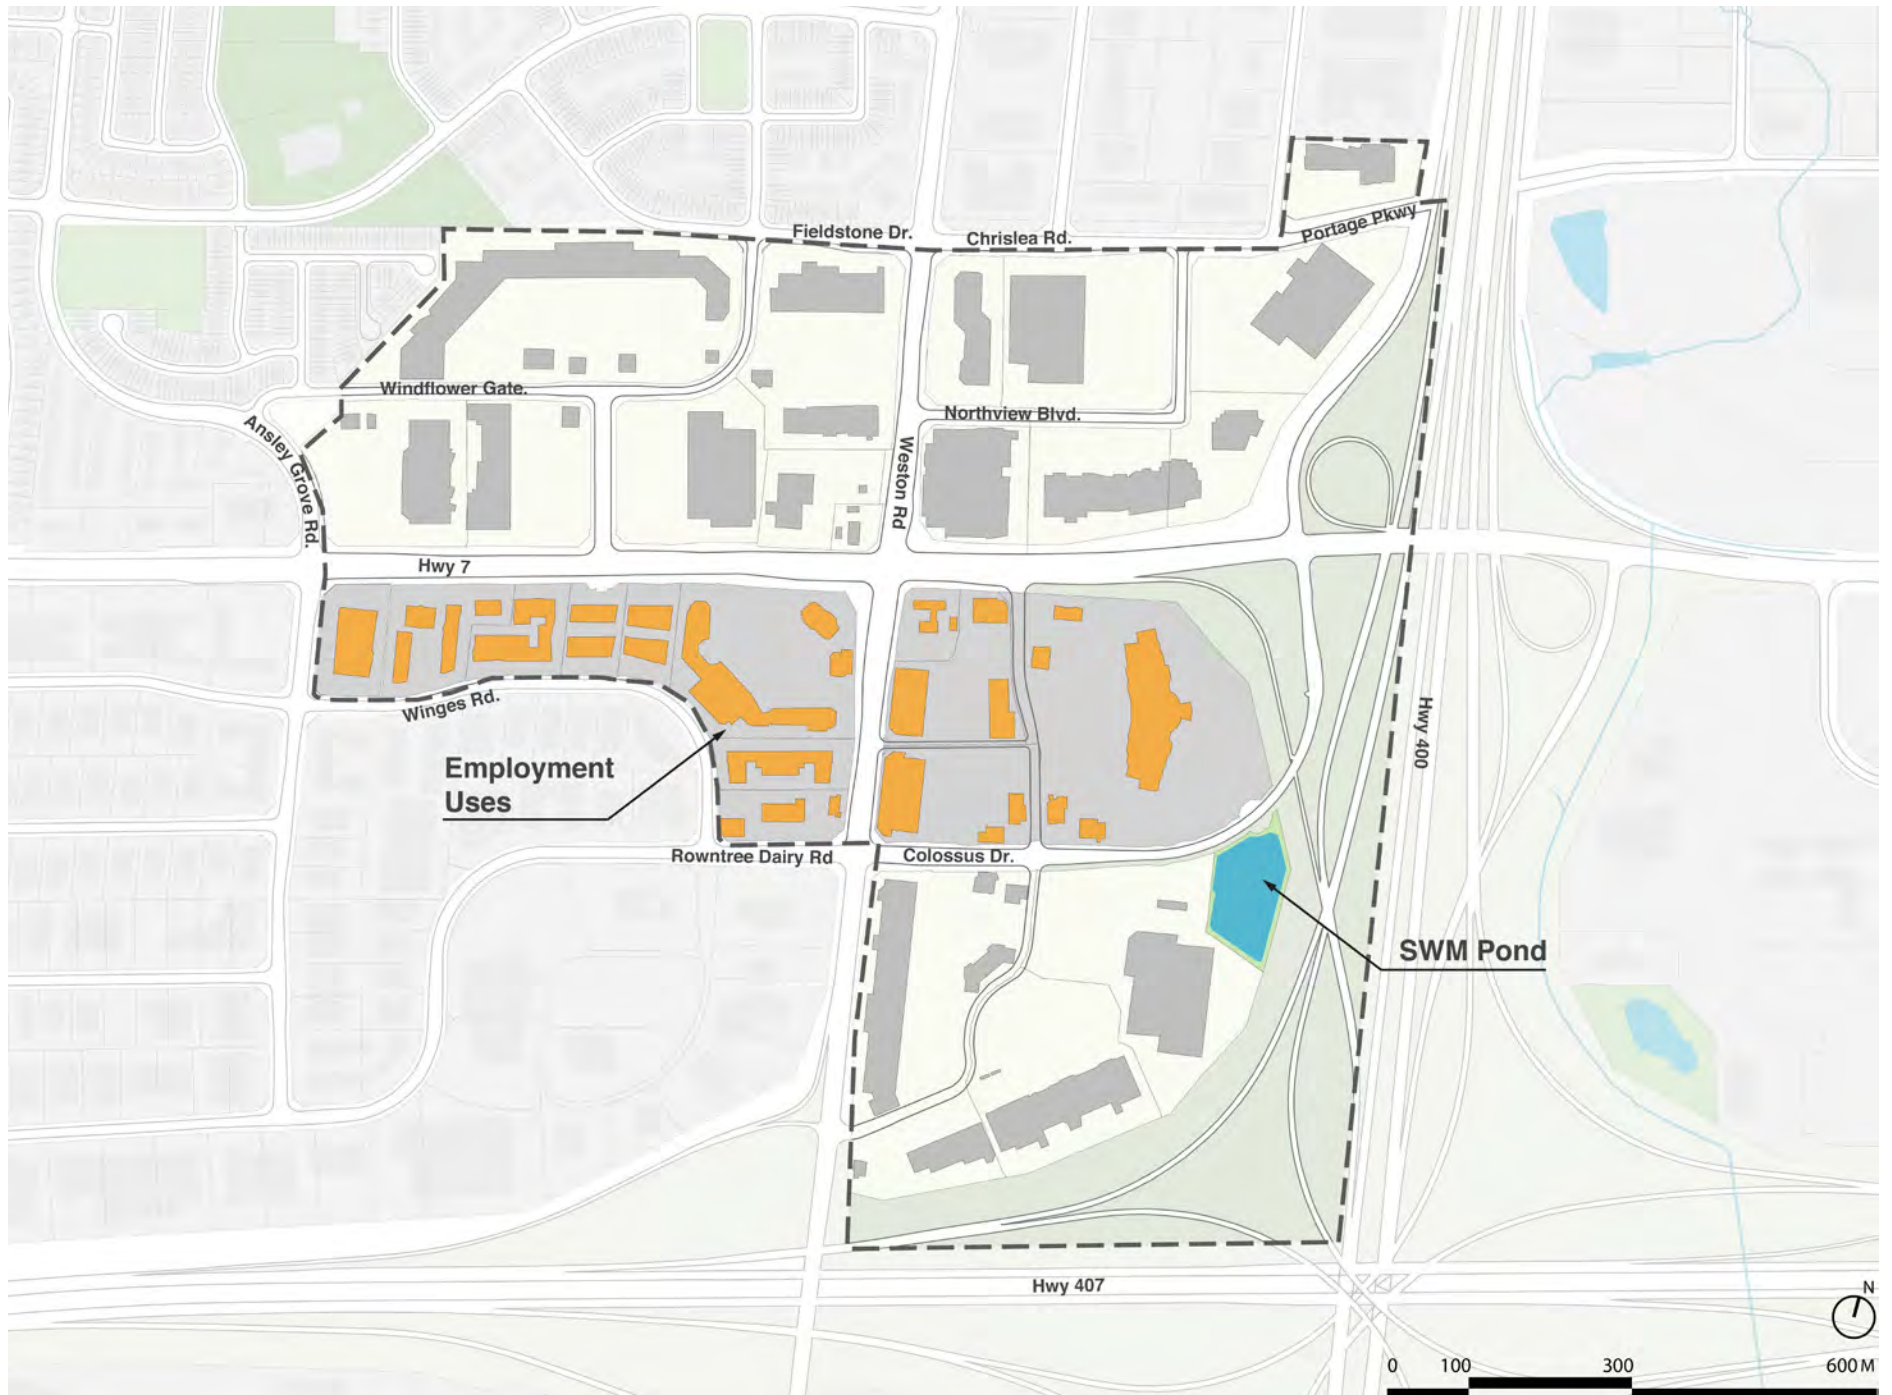 Fieldstone Dr.
Chrislea Rd.
Portage Pkwy
Windflower Gate.
Northview Blvd.
Ansley Grove Rd.
Weston Rd
Hwy 7
Winges Rd.
Hwy 400
Employment
Uses
Rowntree Dairy Rd
Colossus Dr.
SWM Pond
Hwy 407
N
0 100 300 600 M